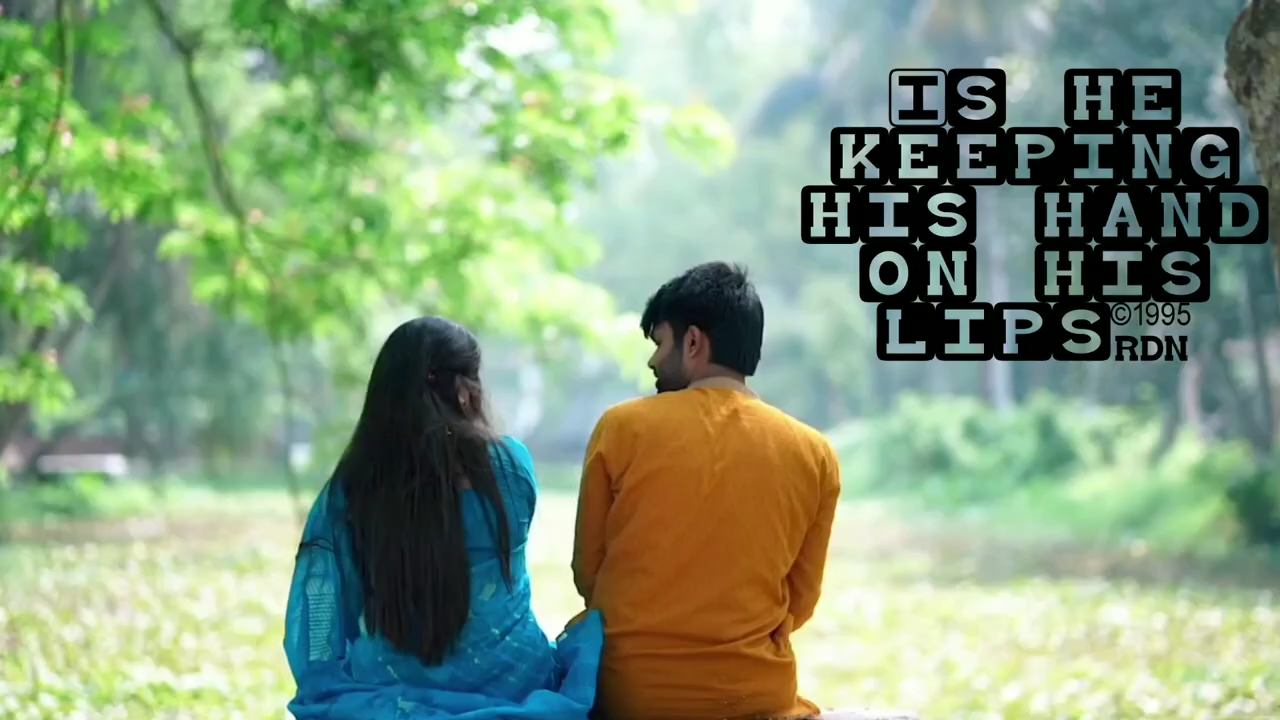 IS HE
KEEPING
HIS HAND
ON HIS
LIPS
©1995
RDN